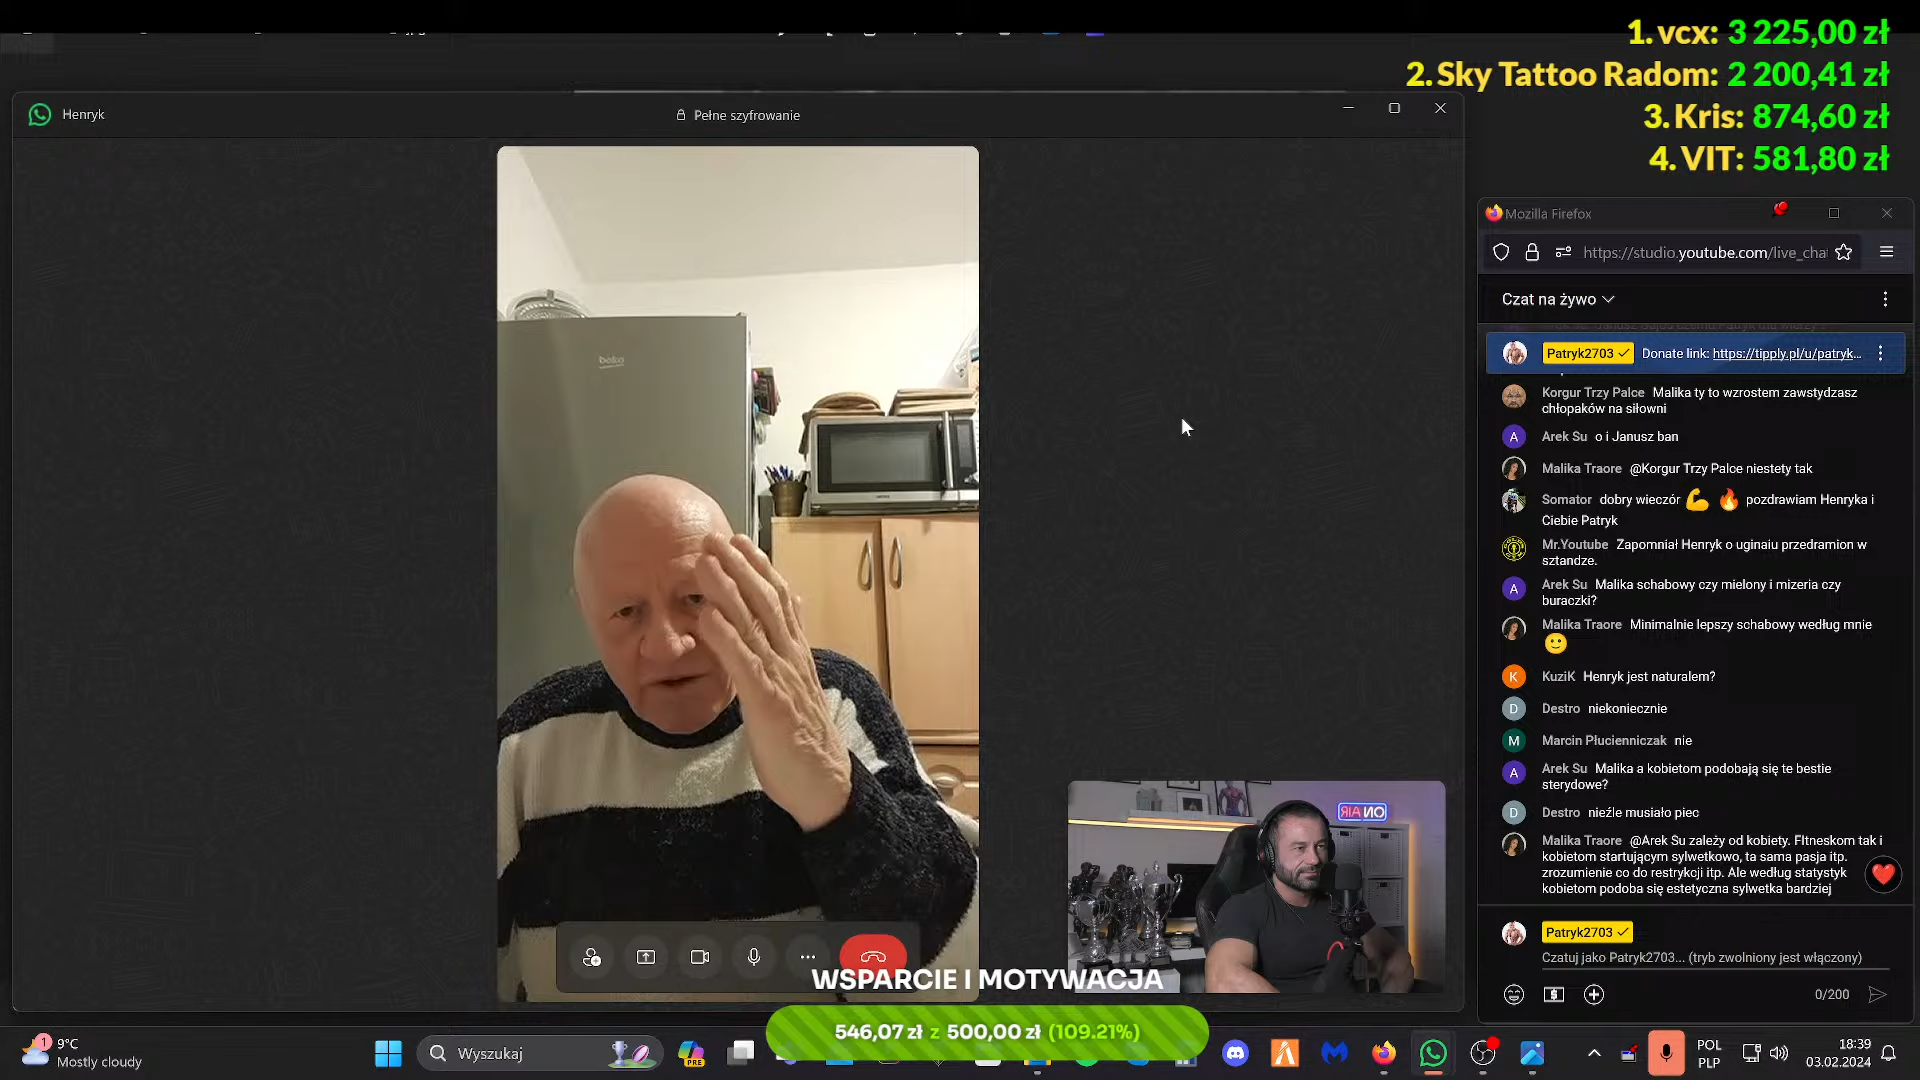 1. vcx: 3 225,00 zł
2. Sky Tattoo Radom: 2 200,41 zł
3. Kris: 874,60 zł
4. VIT: 581,80 zł
Henryk
Pełne szyfrowanie
beko
ON AIR
Mozilla Firefox
https://studio.youtube.com/live_cha
Czat na żywo
Patryk2703 Donate link: https://tipply.pl/u/patryk...
Korgur Trzy Palce Malika ty to wzrostem zawstydzasz
chłopaków na siłowni
Arek Su o i Janusz ban
Malika Traore @Korgur Trzy Palce niestety tak
Somator dobry wieczór 💪 🔥 pozdrawiam Henryka i
Ciebie Patryk
Mr.Youtube Zapomniał Henryk o uginaiu przedramion w
sztandze.
Arek Su Malika schabowy czy mielony i mizeria czy
buraczki?
Malika Traore Minimalnie lepszy schabowy według mnie
🙂
KuziK Henryk jest naturalem?
Destro niekoniecznie
Marcin Płucienniczak nie
Arek Su Malika a kobietom podobają się te bestie
sterydowe?
Destro nieźle musiało piec
Malika Traore @Arek Su zależy od kobiety. FItneskom tak i
kobietom startującym sylwetkowo, ta sama pasja itp.
zrozumienie co do restrykcji itp. Ale według statystyk
kobietom podoba się estetyczna sylwetka bardziej
Patryk2703
Czatuj jako Patryk2703... (tryb zwolniony jest włączony)
0/200
WSPARCIE I MOTYWACJA
546,07 zł z 500,00 zł (109.21%)
1
9°C
Mostly cloudy
Wyszukaj
PRE
POL
PLP
18:39
03.02.2024